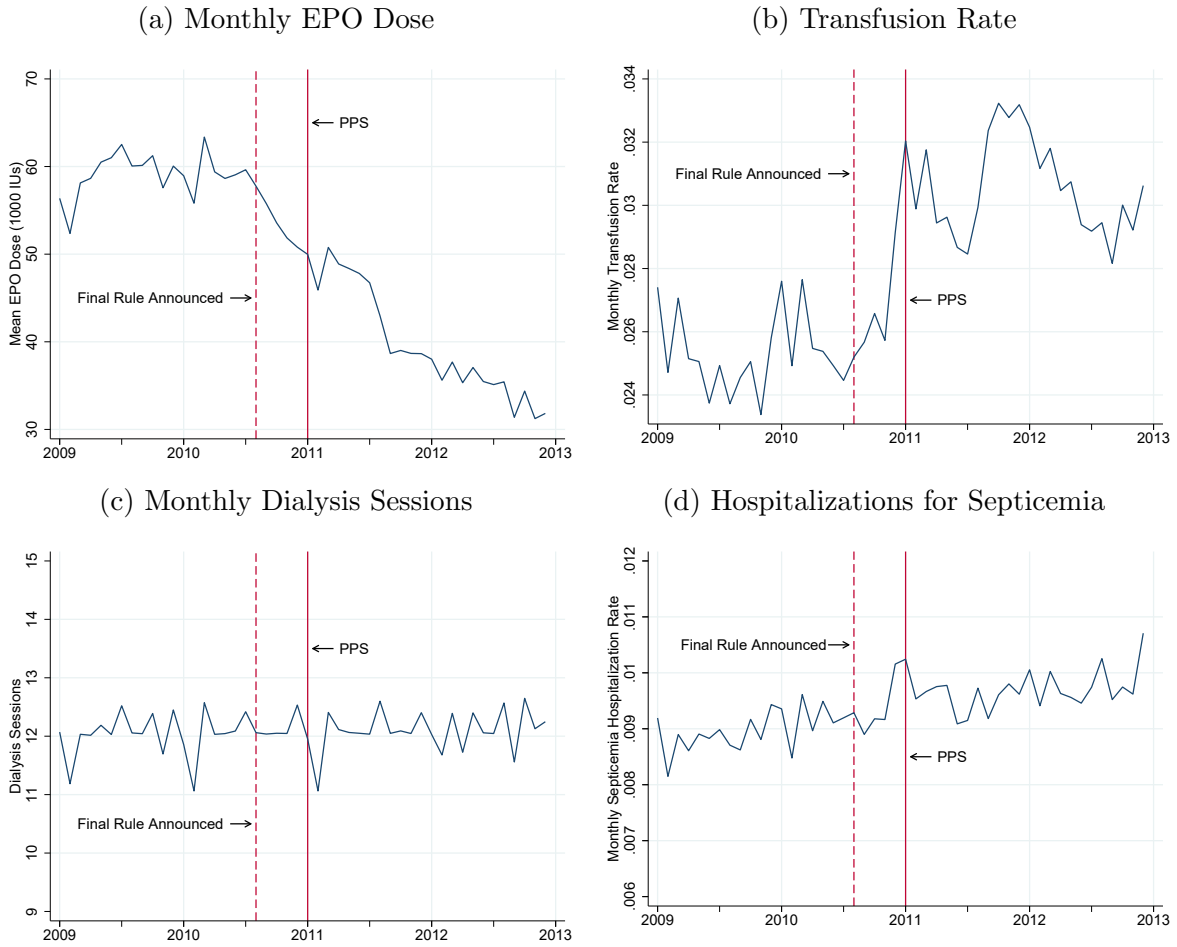 (a) Monthly EPO Dose
Mean EPO Dose (1000 IUs)
70
60
50
40
30
PPS
Final Rule Announced
2009 2010 2011 2012 2013
(b) Transfusion Rate
Monthly Transfusion Rate
.034
.032
.03
.028
.026
.024
Final Rule Announced
PPS
2009 2010 2011 2012 2013
(c) Monthly Dialysis Sessions
Dialysis Sessions
15
14
13
12
11
10
9
PPS
Final Rule Announced
2009 2010 2011 2012 2013
(d) Hospitalizations for Septicemia
Monthly Septicemia Hospitalization Rate
.012
.011
.01
.009
.008
.007
.006
Final Rule Announced
PPS
2009 2010 2011 2012 2013